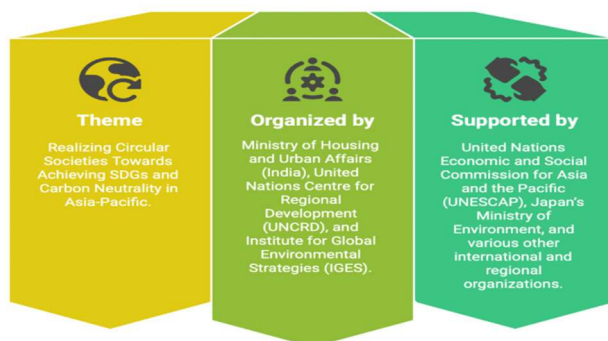 Theme
Realizing Circular
Societies Towards
Achieving SDGs and
Carbon Neutrality in
Asia-Pacific.
Organized by
Ministry of Housing
and Urban Affairs
(India), United
Nations Centre for
Regional
Development
(UNCRD), and
Institute for Global
Environmental
Strategies (IGES).
Supported by
United Nations
Economic and Social
Commission for Asia
and the Pacific
(UNESCAP), Japan's
Ministry of
Environment, and
various other
international and
regional
organizations.